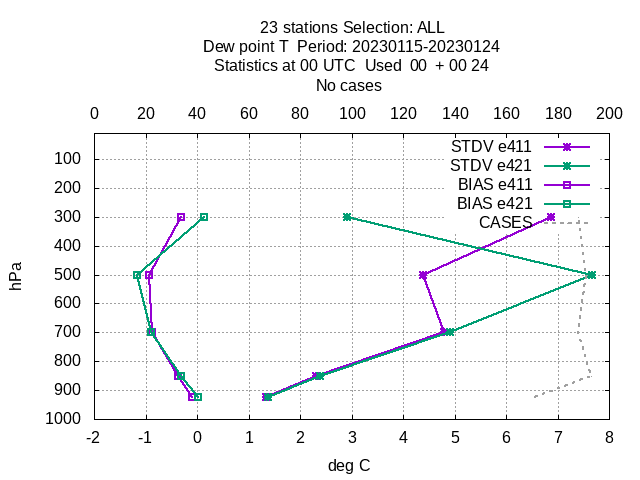 23 stations Selection: ALL
Dew point T  Period: 20230115-20230124
Statistics at 00 UTC  Used  00  + 00 24
No cases
0 20 40 60 80 100 120 140 160 180 200
STDV e411
STDV e421
BIAS e411
BIAS e421
CASES
hPa
100
200
300
400
500
600
700
800
900
1000
-2 -1 0 1 2 3 4 5 6 7 8
deg C